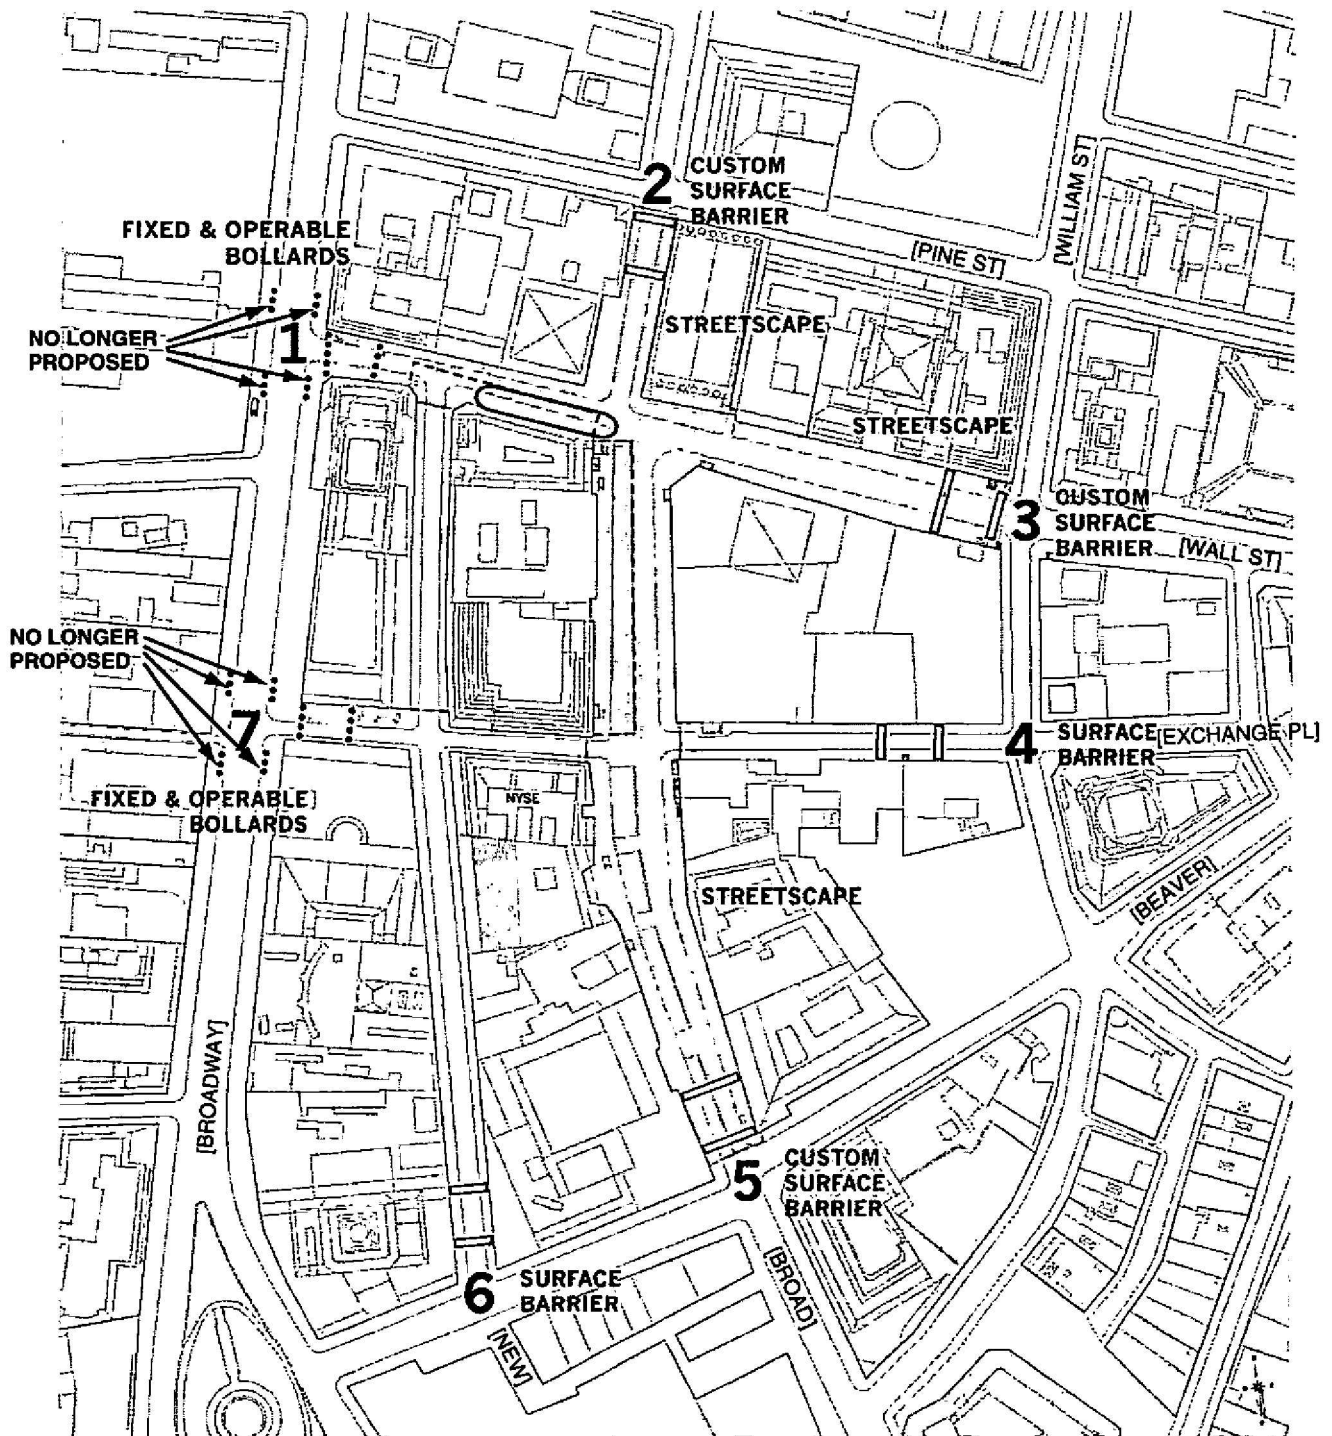 2
CUSTOM
SURFACE
BARRIER
[WILLIAM ST]
FIXED & OPERABLE
BOLLARDS
[PINE ST]
NO LONGER
PROPOSED
1
STREETSCAPE
STREETSCAPE
3
CUSTOM
SURFACE
BARRIER
[WALL ST]
NO LONGER
PROPOSED
7
4
SURFACE
BARRIER
[EXCHANGE PL]
FIXED & OPERABLE
BOLLARDS
NYSE
[BEAVER]
STREETSCAPE
[BROADWAY]
5
CUSTOM
SURFACE
BARRIER
6
SURFACE
BARRIER
[BROAD]
[NEW]